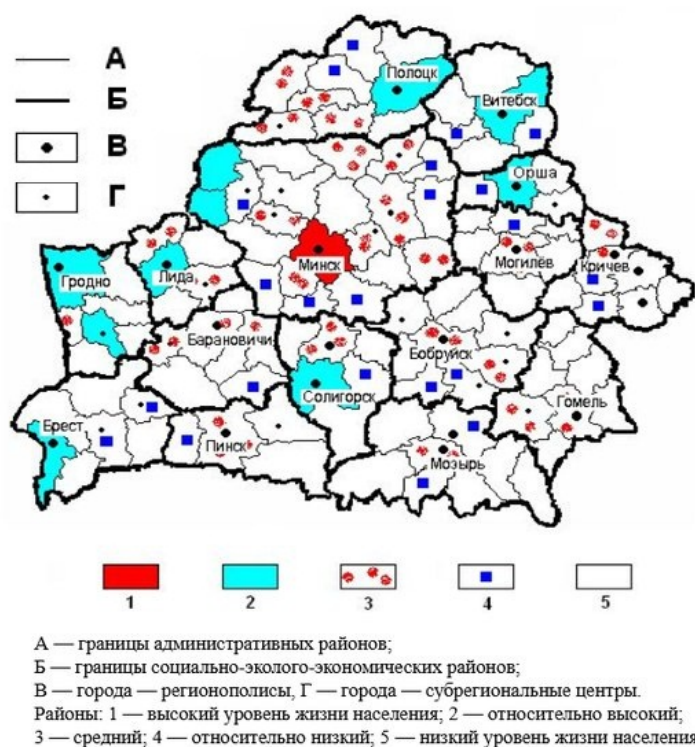 А
Б
В
Г
Полоцк
Витебск
Орша
Минск
Могилёв
Кричев
Гродно
Лида
Барановичи
Бобруйск
Солигорск
Гомель
Брест
Пинск
Мозырь
1
2
3
4
5
А — границы административных районов;
Б — границы социально-эколого-экономических районов;
В — города — регионополисы, Г — города — субрегиональные центры.
Районы: 1 — высокий уровень жизни населения; 2 — относительно высокий;
3 — средний; 4 — относительно низкий; 5 — низкий уровень жизни населения